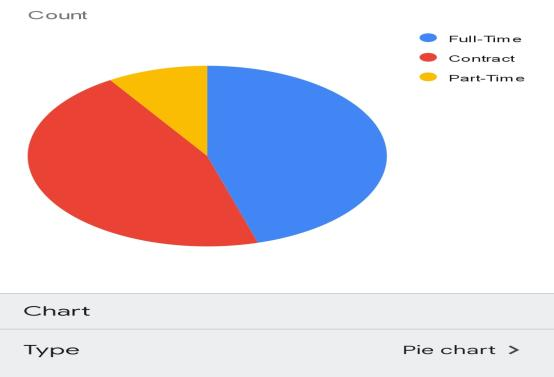 Count
Full-Time
Contract
Part-Time
Chart
Type
Pie chart